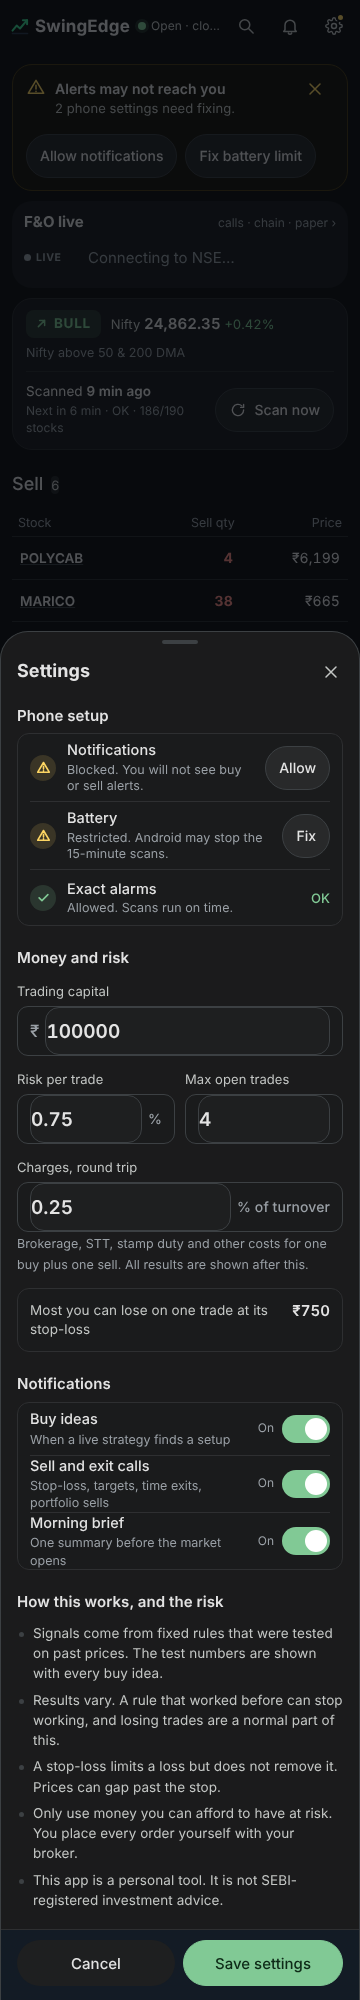 SwingEdge
Open · clo...
Alerts may not reach you
2 phone settings need fixing.
Allow notifications
Fix battery limit
F&O live
calls · chain · paper ›
LIVE
Connecting to NSE...
BULL
Nifty 24,862.35 +0.42%
Nifty above 50 & 200 DMA
Scanned 9 min ago
Next in 6 min · OK · 186/190
stocks
Scan now
Sell 6
Stock Sell qty Price
POLYCAB 4 ₹6,199
MARICO 38 ₹665
Settings
Phone setup
Notifications
Blocked. You will not see buy
or sell alerts.
Allow
Battery
Restricted. Android may stop the
15-minute scans.
Fix
Exact alarms
Allowed. Scans run on time.
OK
Money and risk
Trading capital
₹ 100000
Risk per trade
0.75 %
Max open trades
4
Charges, round trip
0.25 % of turnover
Brokerage, STT, stamp duty and other costs for one
buy plus one sell. All results are shown after this.
Most you can lose on one trade at its
stop-loss
₹750
Notifications
Buy ideas
When a live strategy finds a setup
On
Sell and exit calls
Stop-loss, targets, time exits,
portfolio sells
On
Morning brief
One summary before the market
opens
On
How this works, and the risk
Signals come from fixed rules that were tested
on past prices. The test numbers are shown
with every buy idea.
Results vary. A rule that worked before can stop
working, and losing trades are a normal part of
this.
A stop-loss limits a loss but does not remove it.
Prices can gap past the stop.
Only use money you can afford to have at risk.
You place every order yourself with your
broker.
This app is a personal tool. It is not SEBI-
registered investment advice.
Cancel
Save settings